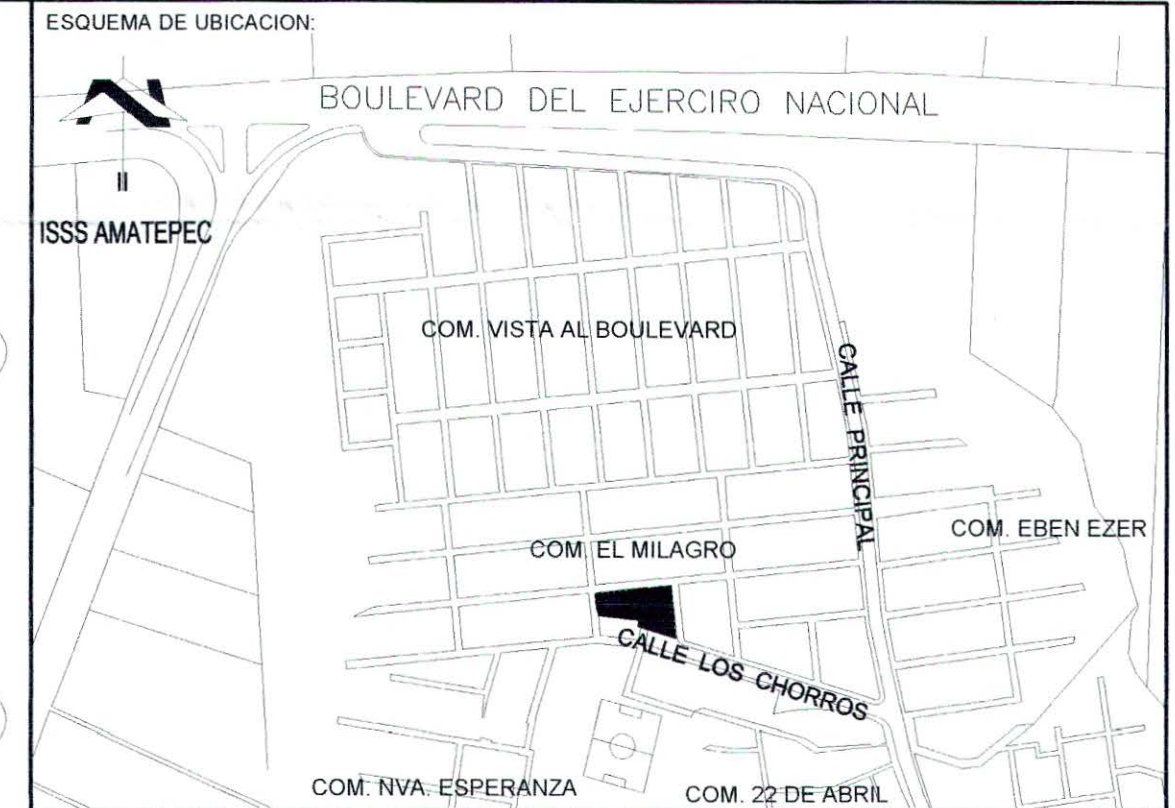 ESQUEMA DE UBICACION:
BOULEVARD DEL EJERCIRO NACIONAL
ISSS AMATEPEC
COM. VISTA AL BOULEVARD
CALLE PRINCIPAL
COM. EBEN EZER
COM. EL MILAGRO
CALLE LOS CHORROS
COM. NVA. ESPERANZA
COM. 22 DE ABRIL